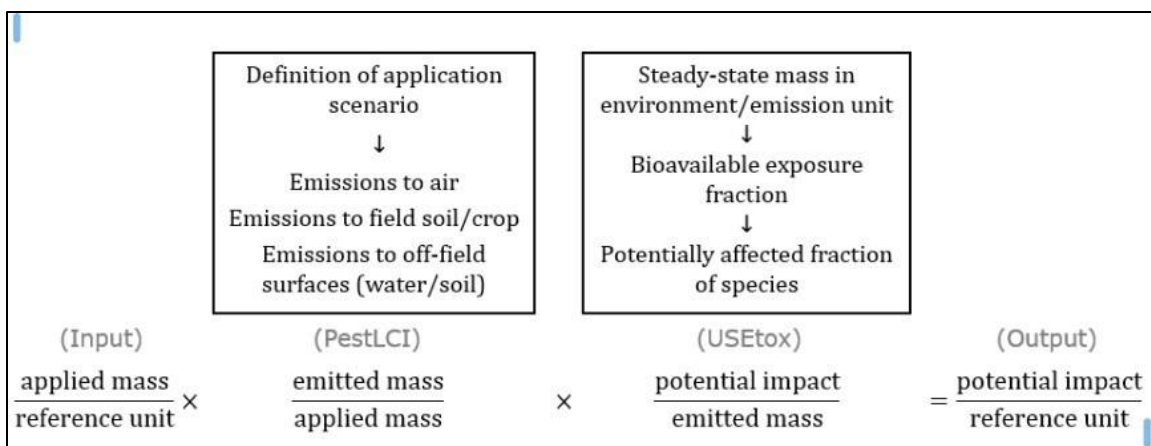 Definition of application
scenario
↓
Emissions to air
Emissions to field soil/crop
Emissions to off-field
surfaces (water/soil)
Steady-state mass in
environment/emission unit
↓
Bioavailable exposure
fraction
↓
Potentially affected fraction
of species
(Input) (PestLCI) (USEtox) (Output)
applied mass emitted mass potential impact potential impact
× × =
reference unit applied mass emitted mass reference unit